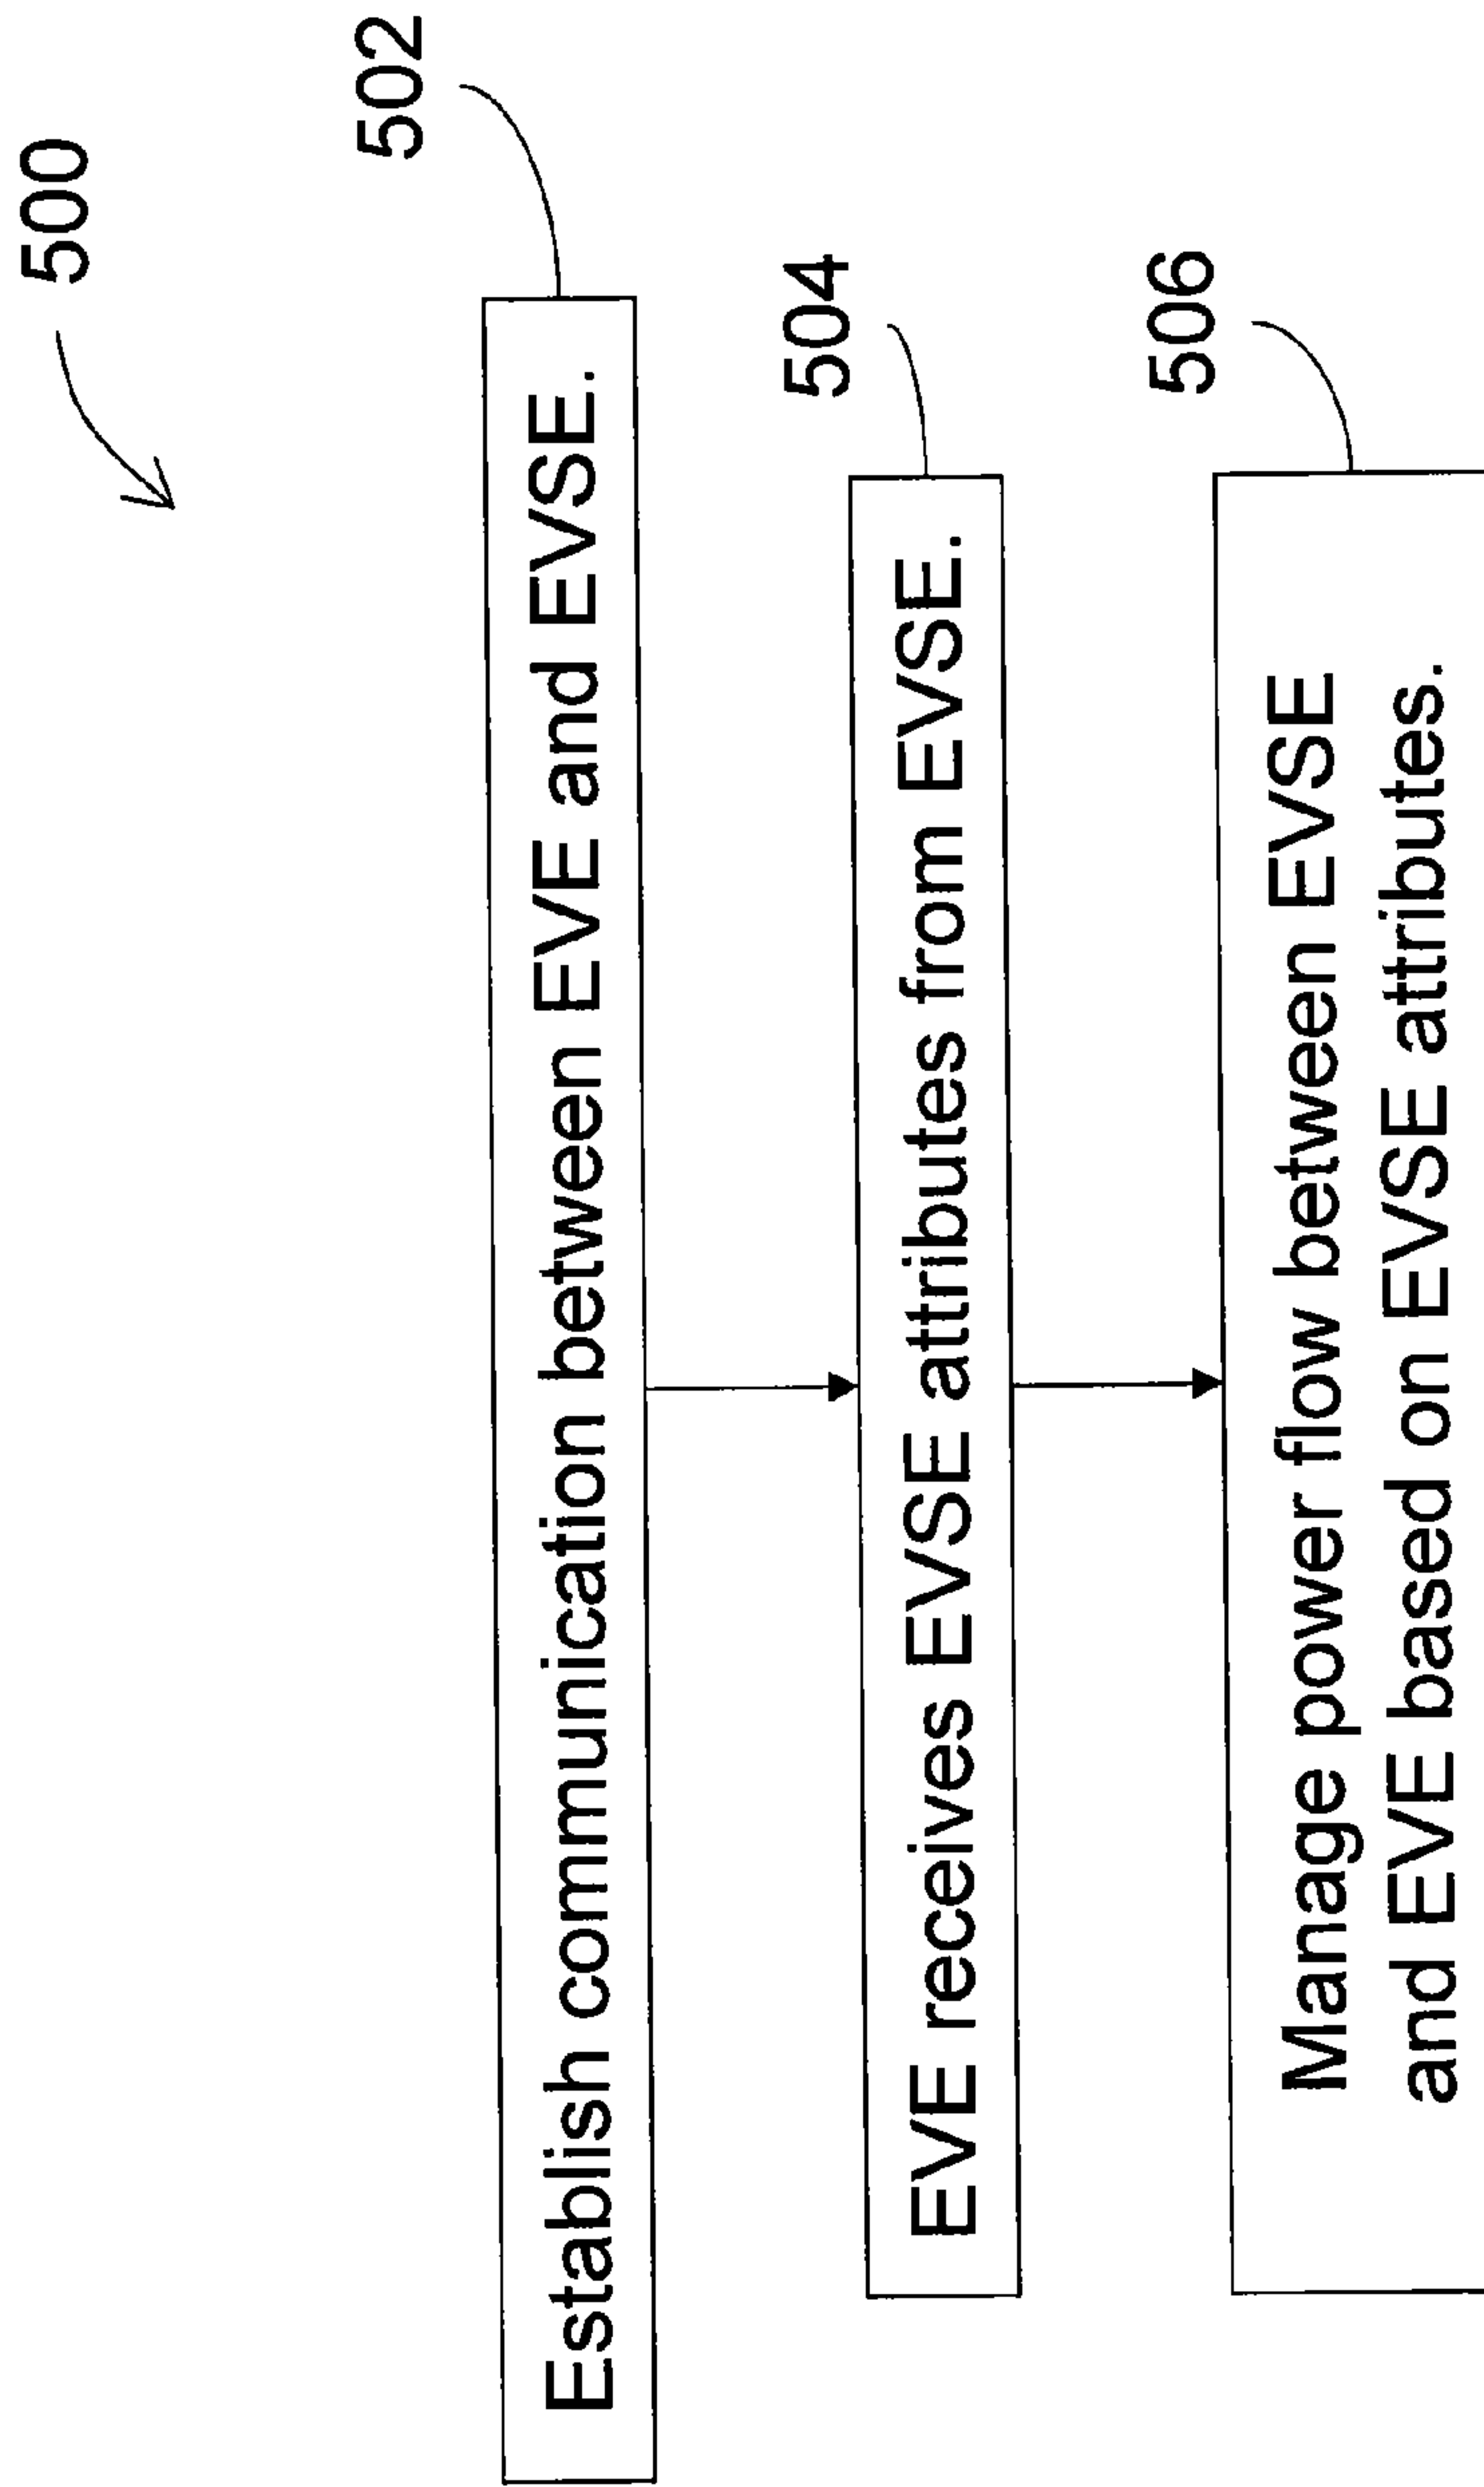 500
502
Establish communication between EVE and EVSE.
504
EVE receives EVSE attributes from EVSE.
506
Manage power flow between EVSE
and EVE based on EVSE attributes.